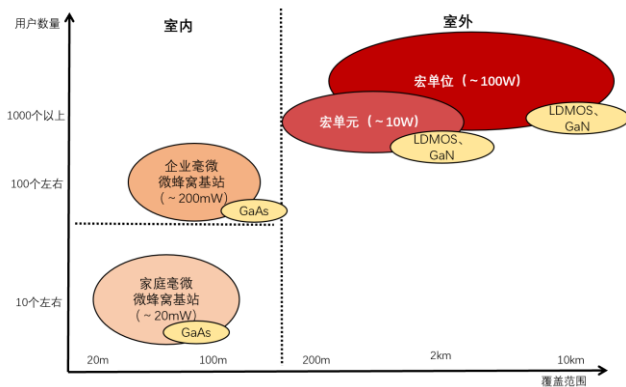 用户数量
室内
室外
宏单位（~100W）
1000个以上
宏单元（~10W）
LDMOS、
GaN
LDMOS、
GaN
企业毫微
微蜂窝基站
（~200mW）
100个左右
GaAs
家庭毫微
微蜂窝基站
（~20mW）
10个左右
GaAs
20m
100m
200m
2km
10km
覆盖范围